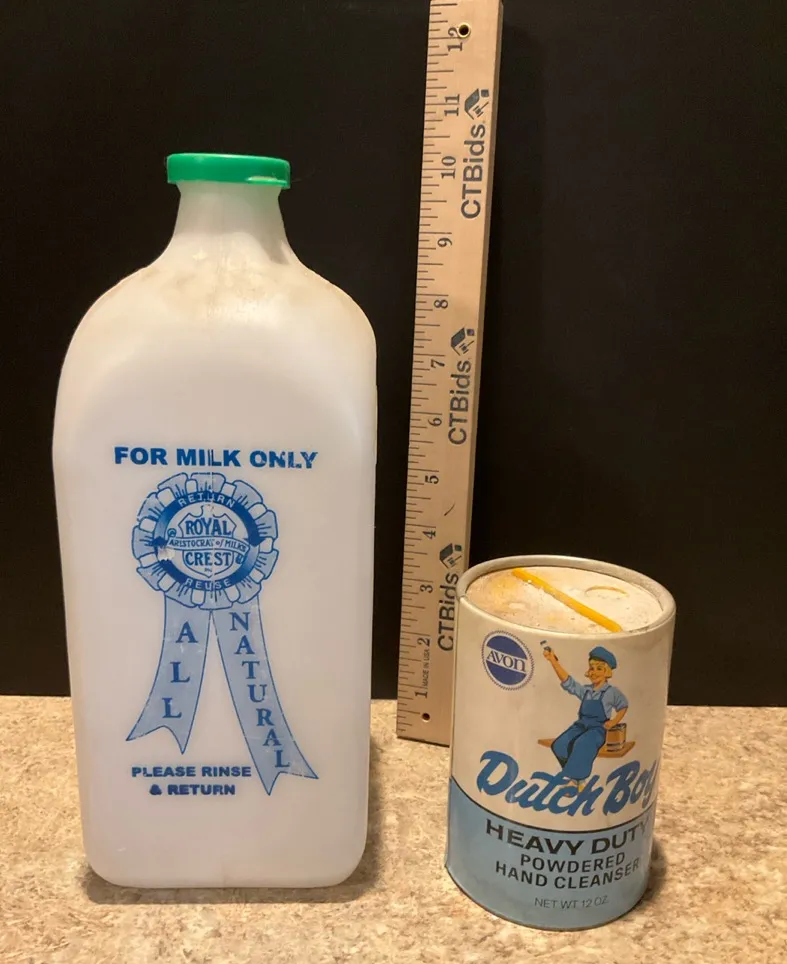 FOR MILK ONLY
RETURN
ROYAL
ARISTOCRAT of MILKS
CREST
REUSE
ALL
NATURAL
PLEASE RINSE
& RETURN
12
11
10
9
8
7
6
5
4
3
2
1
CTBids
CTBids
CTBids
MADE IN USA
AVON
Dutch Boy
HEAVY DUTY
POWDERED
HAND CLEANSER
NET WT 12 OZ.